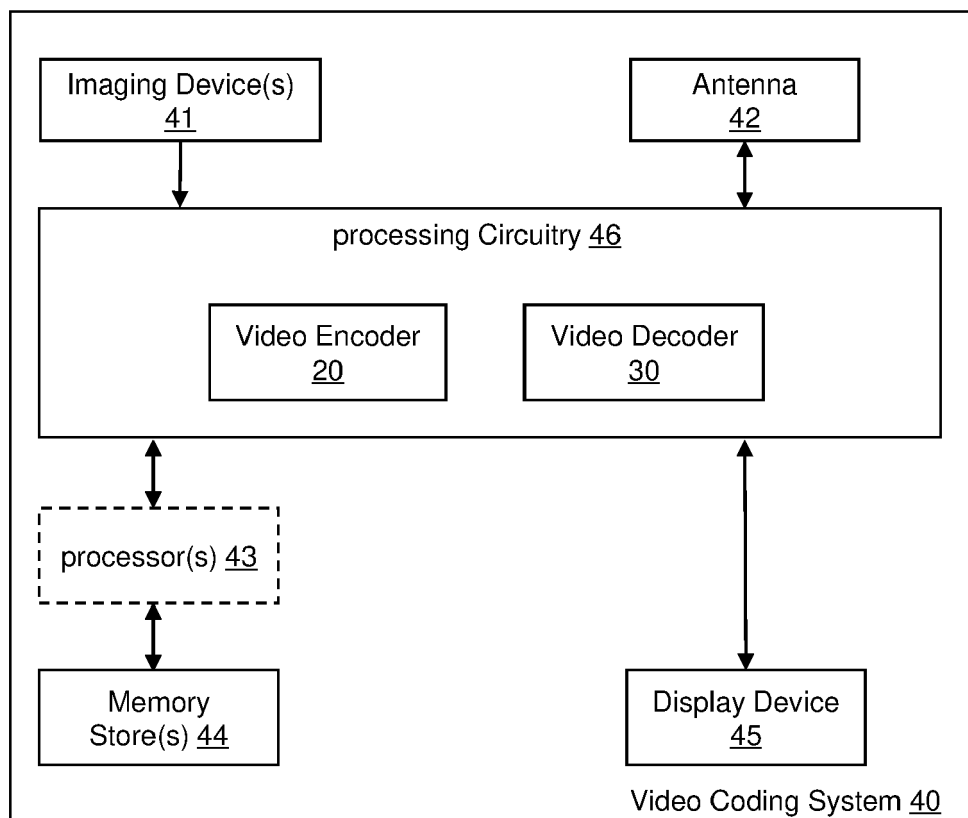 Imaging Device(s)
41
Antenna
42
processing Circuitry 46
Video Encoder
20
Video Decoder
30
processor(s) 43
Memory
Store(s) 44
Display Device
45
Video Coding System 40